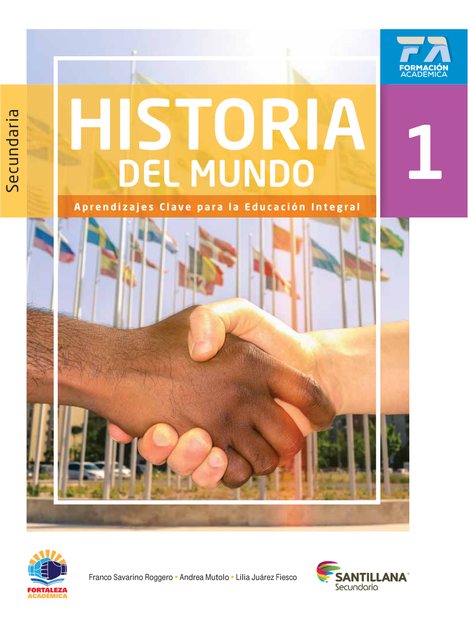 FA
FORMACIÓN
ACADÉMICA
Secundaria
HISTORIA
DEL MUNDO
1
Aprendizajes Clave para la Educación Integral
FORTALEZA
ACADÉMICA
Franco Savarino Roggero • Andrea Mutolo • Lilia Juárez Fiesco
SANTILLANA
Secundaria